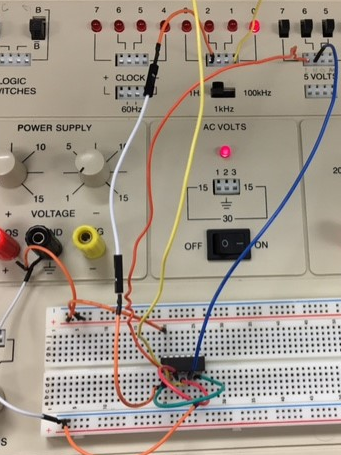 B
B
7 6 5 4 2 1 0 7 6 5
LOGIC
SWITCHES
+ CLOCK
60Hz
1H 100kHz
1kHz
5 VOLTS
POWER SUPPLY
AC VOLTS
10 5
15 1 15
1 2 3
15 15
30
+ VOLTAGE −
OFF ON
+ −